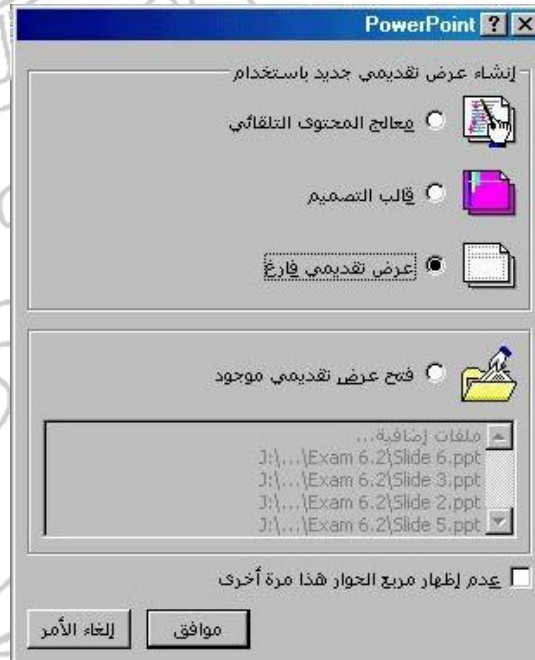 PowerPoint
إنشاء عرض تقديمي جديد باستخدام
معالج المحتوى التلقائي
قالب التصميم
عرض تقديمي فارغ
فتح عرض تقديمي موجود
ملفات إضافية...
J:\...\Exam 6.2\Slide 6.ppt
J:\...\Exam 6.2\Slide 3.ppt
J:\...\Exam 6.2\Slide 2.ppt
J:\...\Exam 6.2\Slide 5.ppt
عدم إظهار مربع الحوار هذا مرة أخرى
موافق
إلغاء الأمر